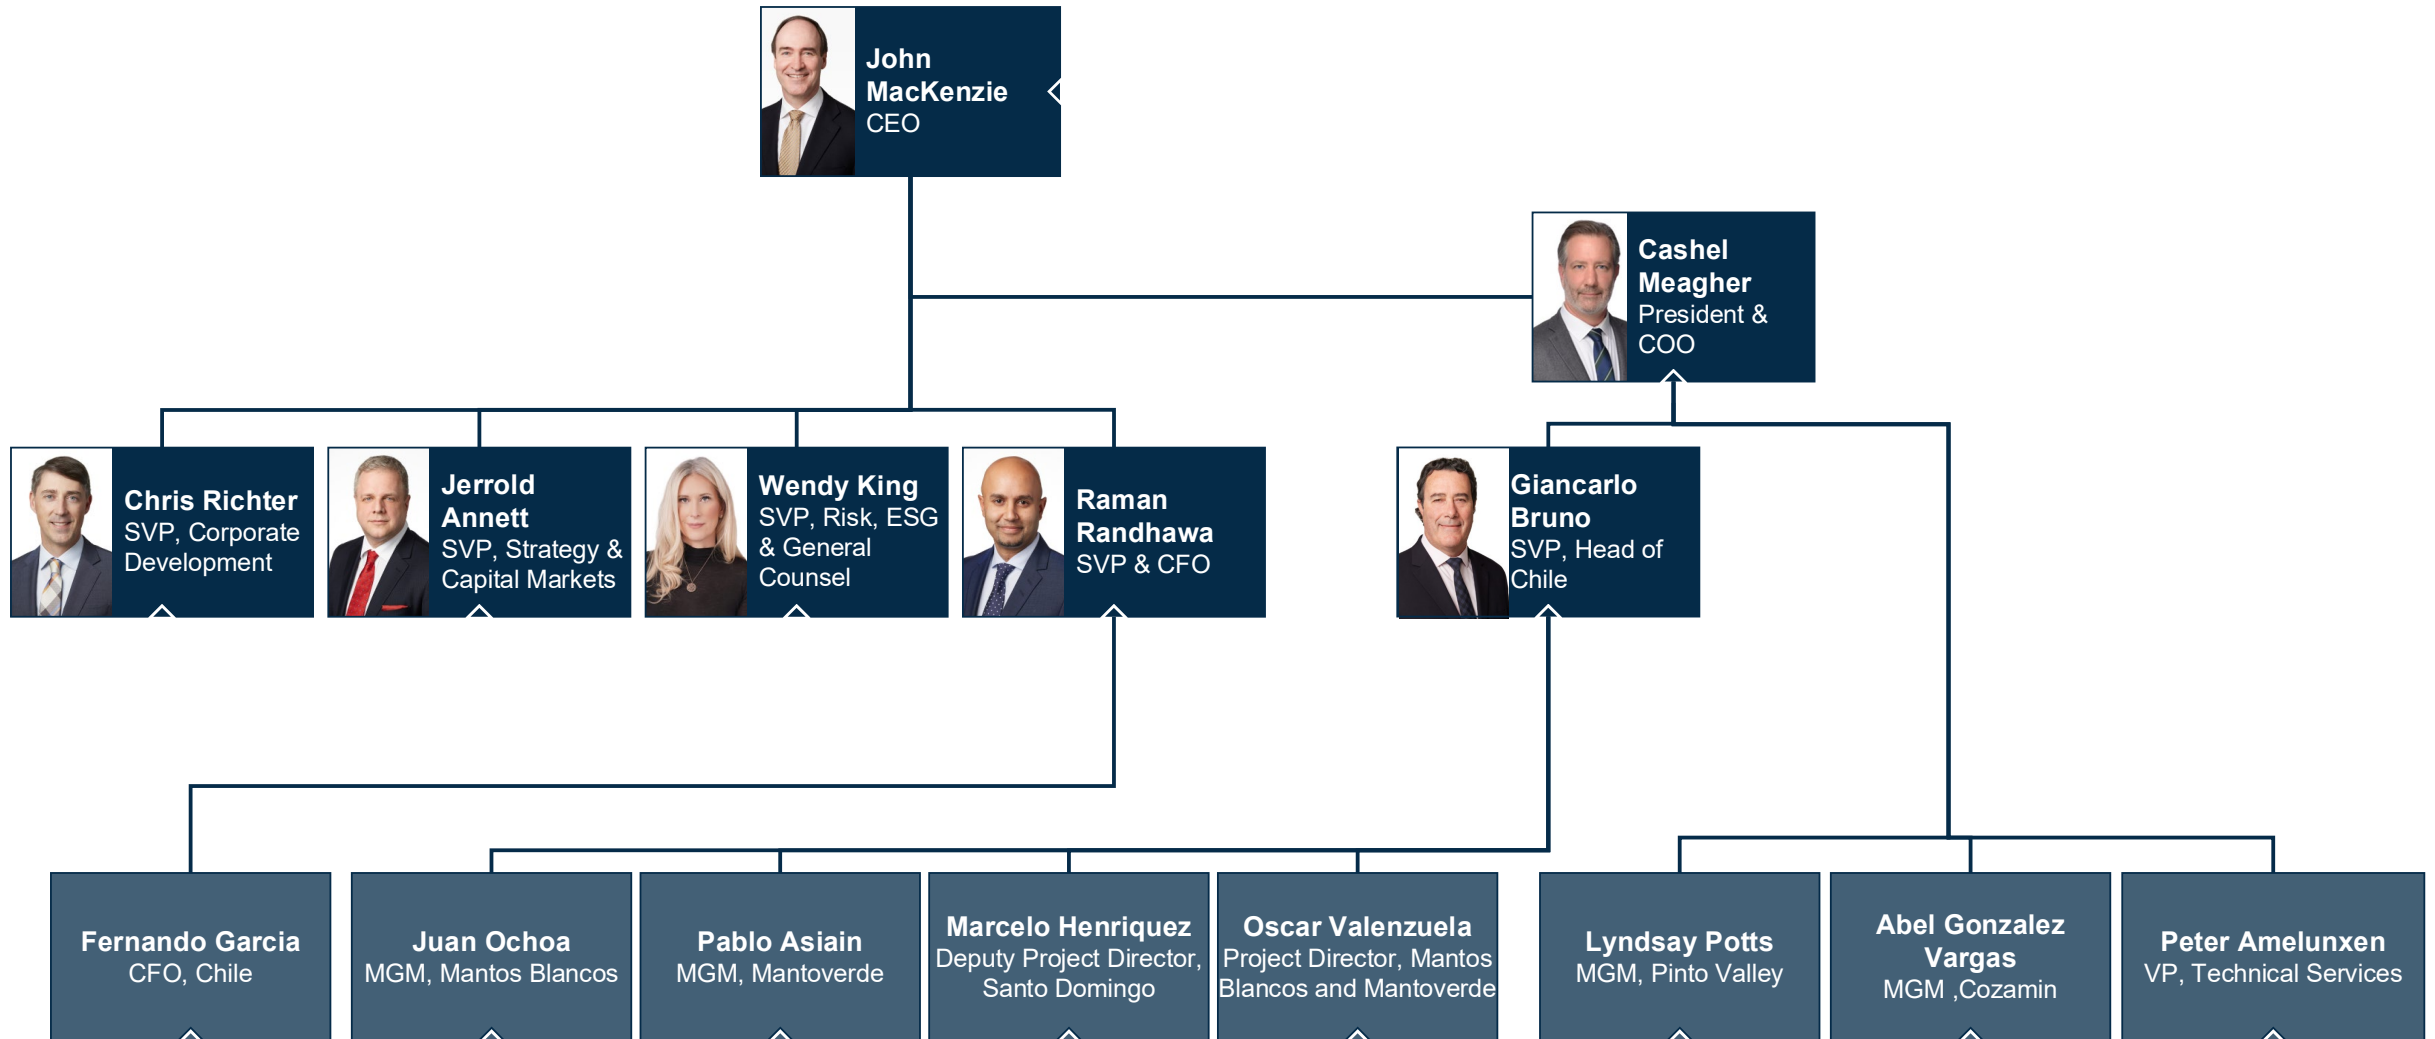 John
MacKenzie
CEO
Cashel
Meagher
President &
COO
Chris Richter
SVP, Corporate
Development
Jerrold
Annett
SVP, Strategy &
Capital Markets
Wendy King
SVP, Risk, ESG
& General
Counsel
Raman
Randhawa
SVP & CFO
Giancarlo
Bruno
SVP, Head of
Chile
Fernando Garcia
CFO, Chile
Juan Ochoa
MGM, Mantos Blancos
Pablo Asiain
MGM, Mantoverde
Marcelo Henriquez
Deputy Project Director,
Santo Domingo
Oscar Valenzuela
Project Director, Mantos
Blancos and Mantoverde
Lyndsay Potts
MGM, Pinto Valley
Abel Gonzalez
Vargas
MGM ,Cozamin
Peter Amelunxen
VP, Technical Services